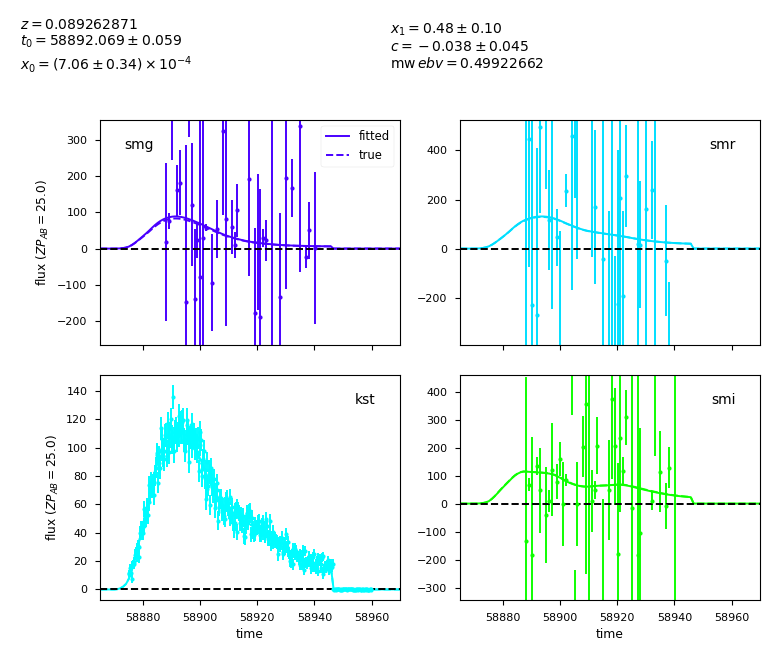 z = 0.089262871
t₀ = 58892.069 ± 0.059
x₀ = (7.06 ± 0.34) × 10⁻⁴
x₁ = 0.48 ± 0.10
c = −0.038 ± 0.045
mw ebv = 0.49922662
smg
fitted
true
flux (ZP_AB = 25.0)
300
200
100
0
−100
−200
smr
400
200
0
−200
kst
flux (ZP_AB = 25.0)
140
120
100
80
60
40
20
0
58880 58900 58920 58940 58960
time
smi
400
300
200
100
0
−100
−200
−300
58880 58900 58920 58940 58960
time